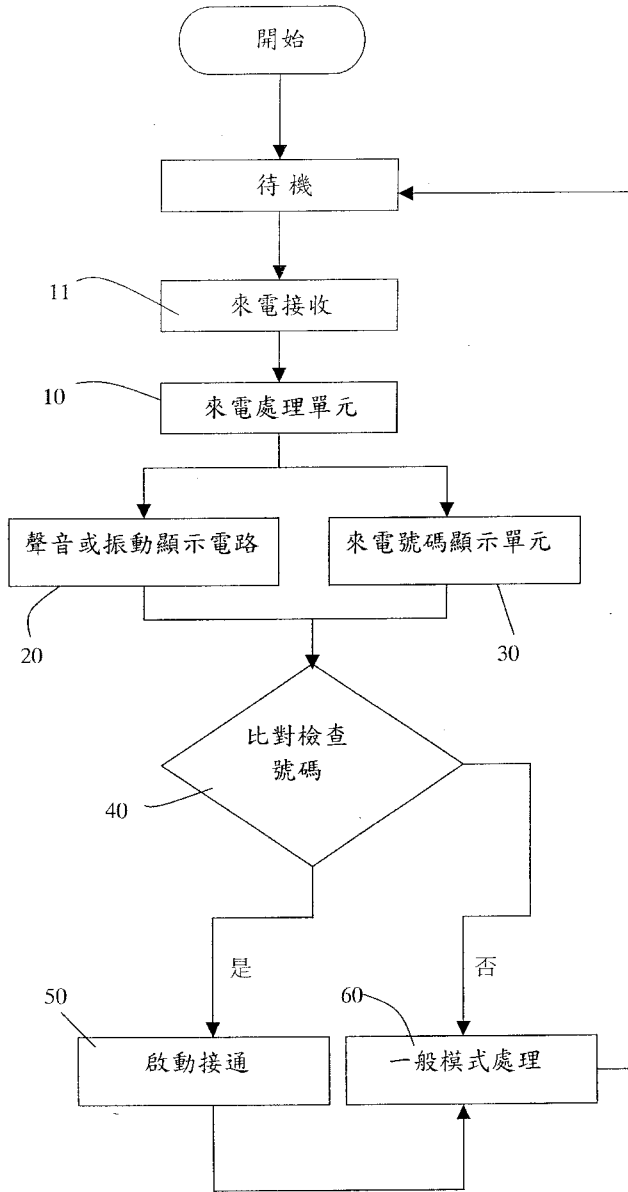 開始
待機
11
來電接收
10
來電處理單元
聲音或振動顯示電路
來電號碼顯示單元
20
30
比對檢查
號碼
40
是
否
50
60
啟動接通
一般模式處理